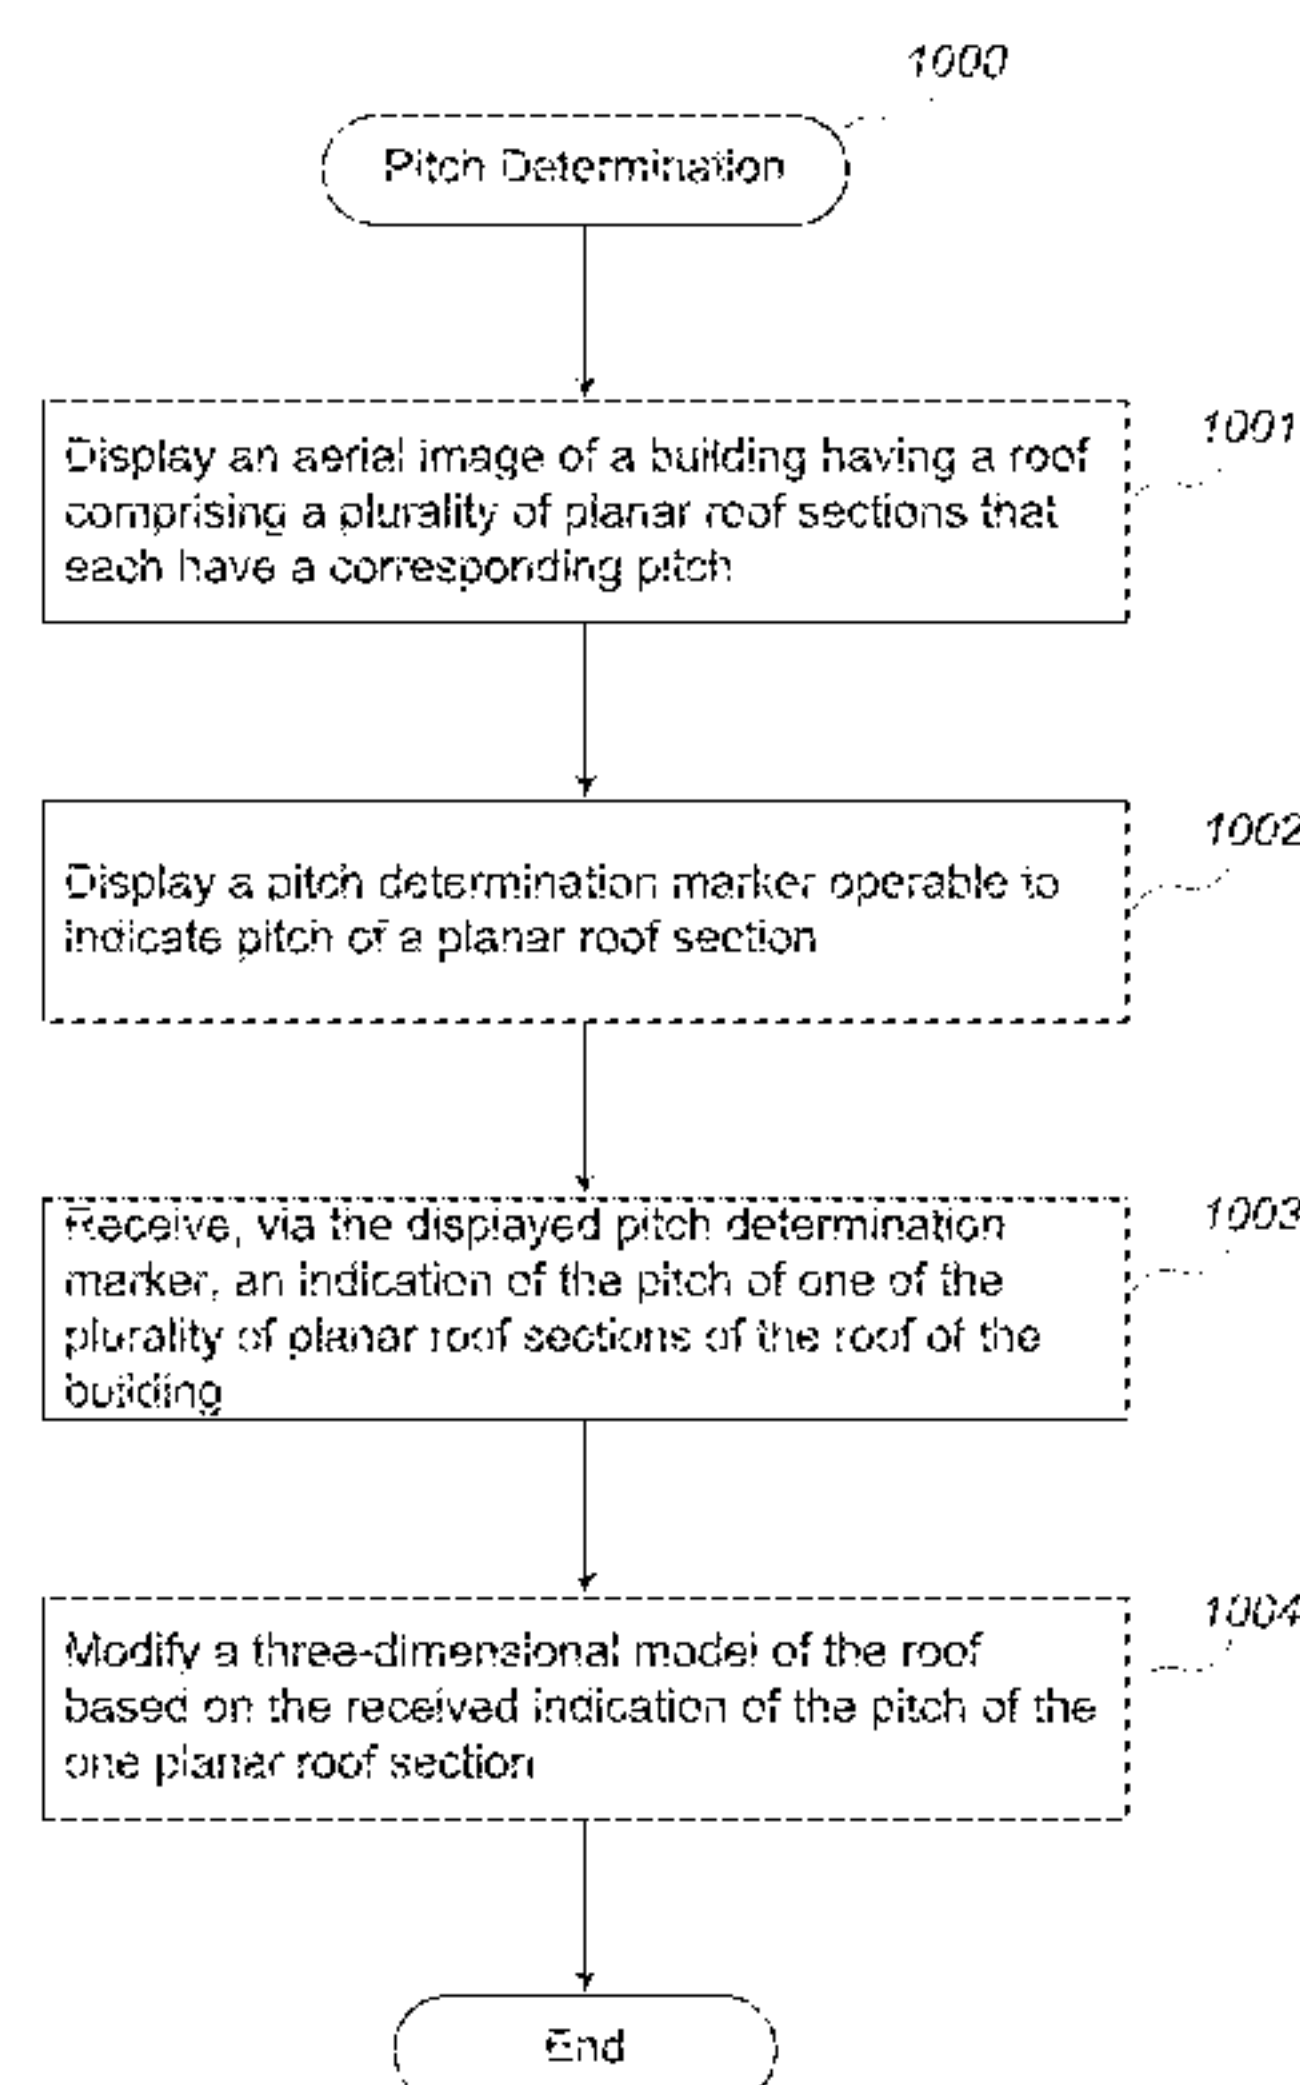 1000
Pitch Determination
Display an aerial image of a building having a roof
comprising a plurality of planar roof sections that
each have a corresponding pitch
1001
Display a pitch determination marker operable to
indicate pitch of a planar roof section
1002
Receive, via the displayed pitch determination
marker, an indication of the pitch of one of the
plurality of planar roof sections of the roof of the
building
1003
Modify a three-dimensional model of the roof
based on the received indication of the pitch of the
one planar roof section
1004
End